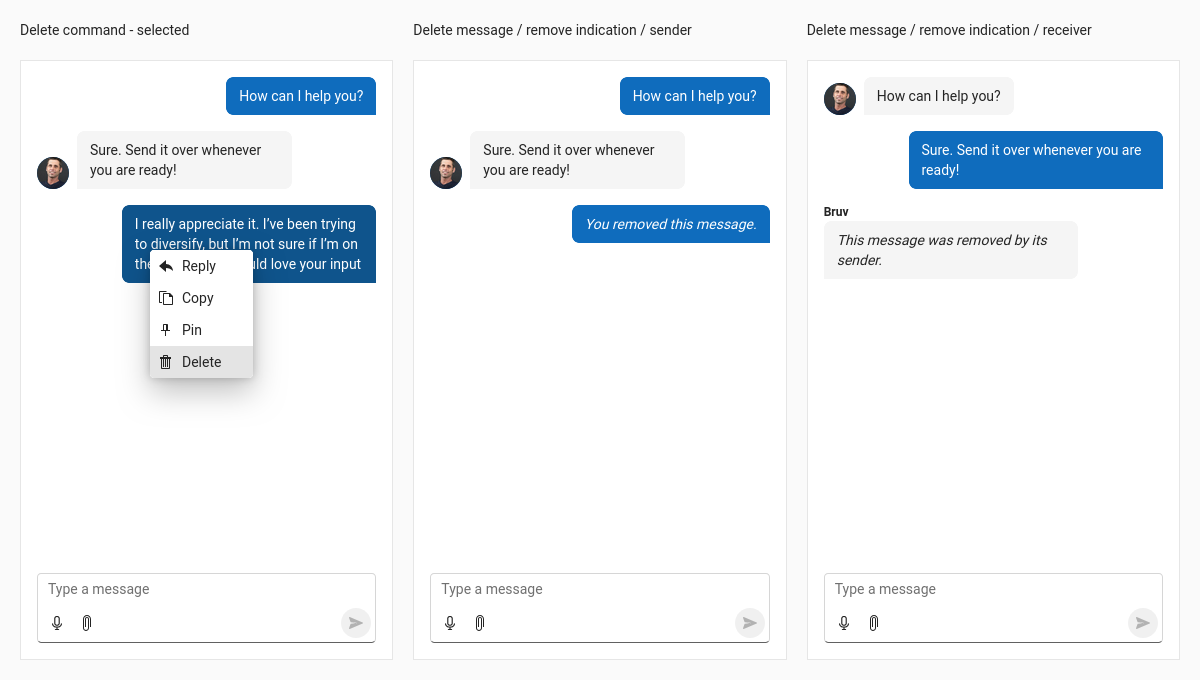 Delete command - selected
How can I help you?
Sure. Send it over whenever
you are ready!
I really appreciate it. I’ve been trying
to diversify, but I’m not sure if I’m on
love your input
Reply
Copy
Pin
Delete
Type a message
Delete message / remove indication / sender
How can I help you?
Sure. Send it over whenever
you are ready!
You removed this message.
Type a message
Delete message / remove indication / receiver
How can I help you?
Sure. Send it over whenever you are
ready!
Bruv
This message was removed by its
sender.
Type a message